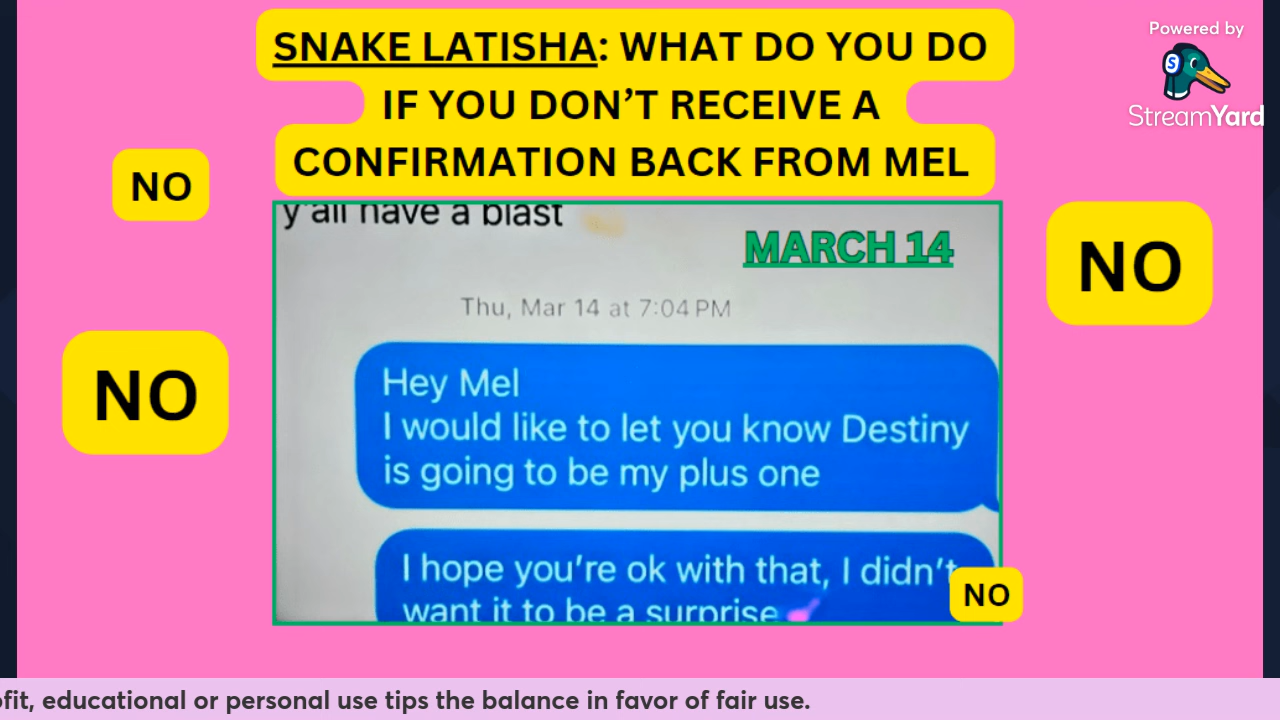 SNAKE LATISHA: WHAT DO YOU DO
IF YOU DON’T RECEIVE A
CONFIRMATION BACK FROM MEL
Powered by
StreamYard
NO
NO
NO
y'all have a blast
MARCH 14
Thu, Mar 14 at 7:04 PM
Hey Mel
I would like to let you know Destiny
is going to be my plus one
I hope you’re ok with that, I didn’t
want it to be a surprise
NO
fit, educational or personal use tips the balance in favor of fair use.